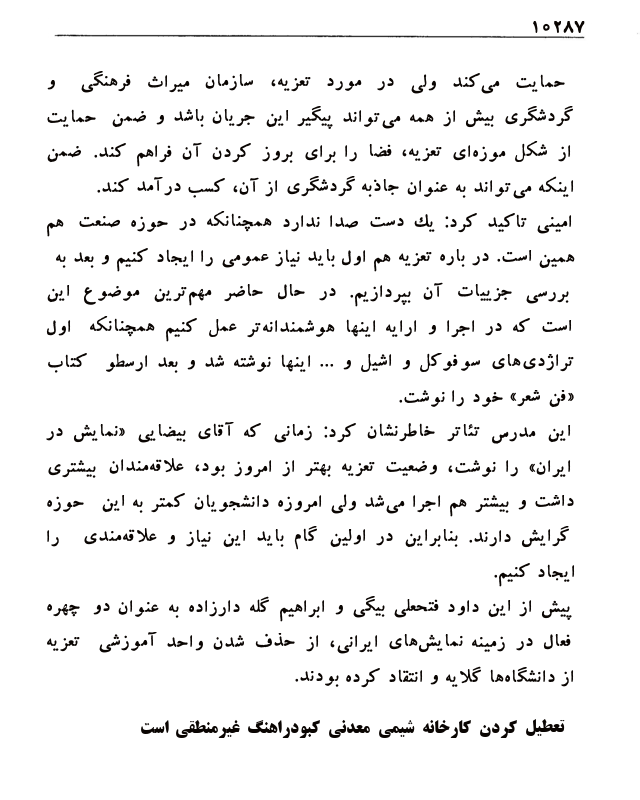 ۱۰۲۸۷
حمایت می‌کند ولی در مورد تعزیه، سازمان میراث فرهنگی و
گردشگری بیش از همه می‌تواند پیگیر این جریان باشد و ضمن حمایت
از شکل موزه‌ای تعزیه، فضا را برای بروز کردن آن فراهم کند. ضمن
اینکه می‌تواند به عنوان جاذبه گردشگری از آن، کسب درآمد کند.
امینی تاکید کرد: یك دست صدا ندارد همچنانکه در حوزه صنعت هم
همین است. در باره تعزیه هم اول باید نیاز عمومی را ایجاد کنیم و بعد به
بررسی جزییات آن بپردازیم. در حال حاضر مهم‌ترین موضوع این
است که در اجرا و ارایه اینها هوشمندانه‌تر عمل کنیم همچنانکه اول
تراژدی‌های سوفوکل و اشیل و ... اینها نوشته شد و بعد ارسطو کتاب
«فن شعر» خود را نوشت.
این مدرس تئاتر خاطرنشان کرد: زمانی که آقای بیضایی «نمایش در
ایران» را نوشت، وضعیت تعزیه بهتر از امروز بود، علاقه‌مندان بیشتری
داشت و بیشتر هم اجرا می‌شد ولی امروزه دانشجویان کمتر به این حوزه
گرایش دارند. بنابراین در اولین گام باید این نیاز و علاقه‌مندی را
ایجاد کنیم.
پیش از این داود فتحعلی بیگی و ابراهیم گله دارزاده به عنوان دو چهره
فعال در زمینه نمایش‌های ایرانی، از حذف شدن واحد آموزشی تعزیه
از دانشگاه‌ها گلایه و انتقاد کرده بودند.
تعطیل کردن کارخانه شیمی معدنی کبودراهنگ غیرمنطقی است